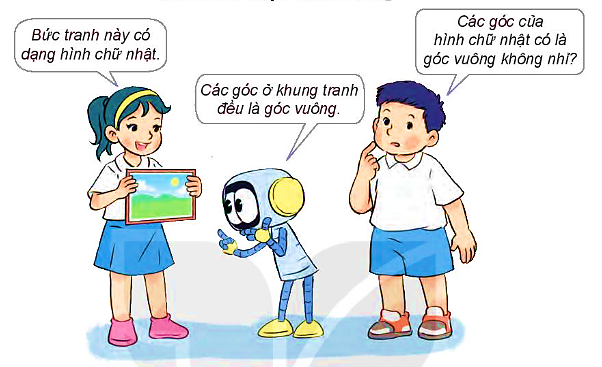 Bức tranh này có
dạng hình chữ nhật.
Các góc ở khung tranh
đều là góc vuông.
Các góc của
hình chữ nhật có là
góc vuông không nhỉ?